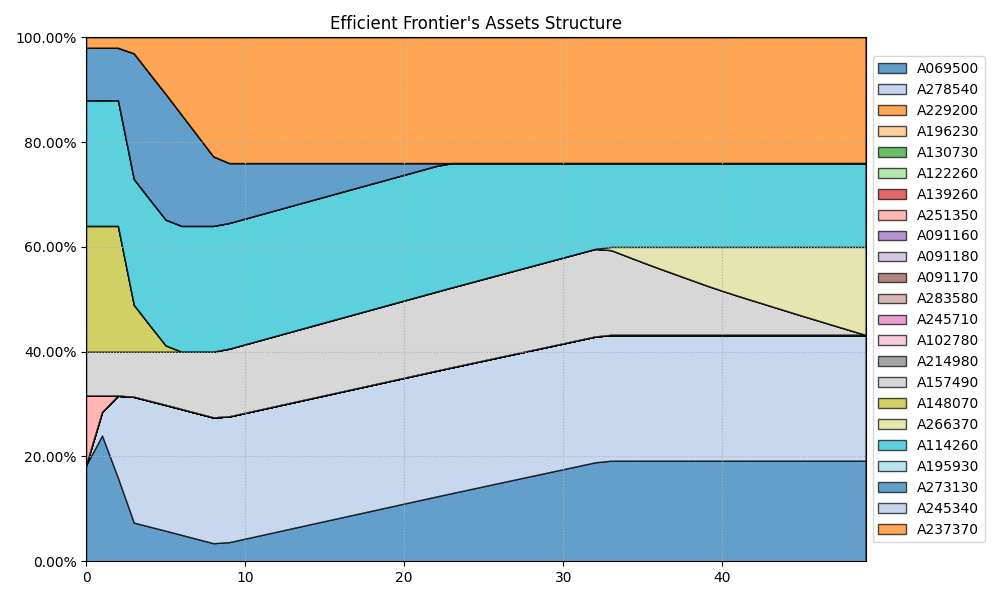 Efficient Frontier's Assets Structure
100.00%
80.00%
60.00%
40.00%
20.00%
0.00%
0
10
20
30
40
A069500
A278540
A229200
A196230
A130730
A122260
A139260
A251350
A091160
A091180
A091170
A283580
A245710
A102780
A214980
A157490
A148070
A266370
A114260
A195930
A273130
A245340
A237370